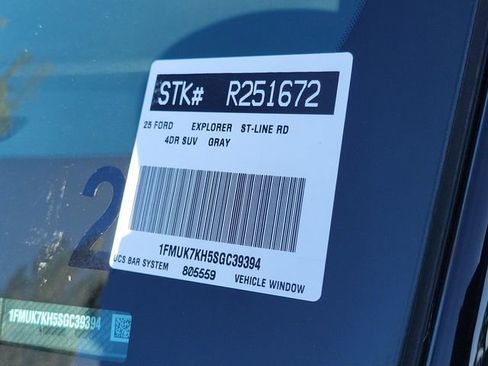 STK# R251672
25 FORD EXPLORER ST-LINE RD
4DR SUV GRAY
1FMUK7KH5SGC39394
UCS BAR SYSTEM 805559 VEHICLE WINDOW
2
1FMUK7KH5SGC39394